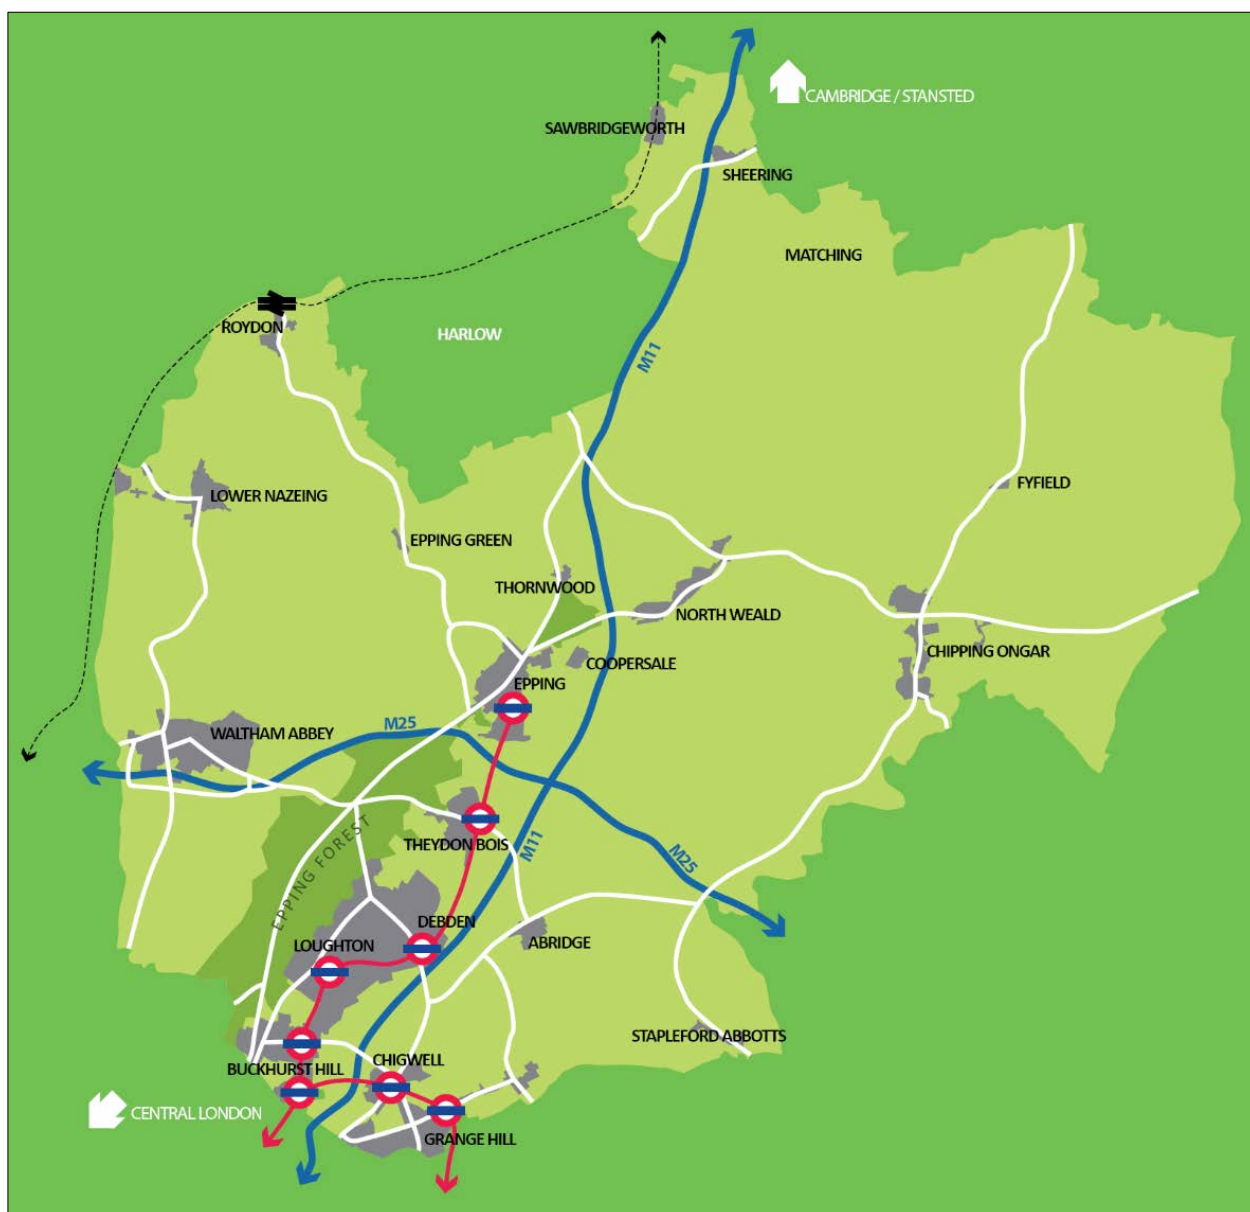 CAMBRIDGE / STANSTED
SAWBRIDGEWORTH
SHEERING
MATCHING
ROYDON
HARLOW
M11
FYFIELD
LOWER NAZEING
EPPING GREEN
THORNWOOD
NORTH WEALD
CHIPPING ONGAR
COOPERSALE
EPPING
M25
WALTHAM ABBEY
THEYDON BOIS
M11
M25
EPPING FOREST
DEBDEN
LOUGHTON
ABRIDGE
STAPLEFORD ABBOTTS
CHIGWELL
BUCKHURST HILL
CENTRAL LONDON
GRANGE HILL